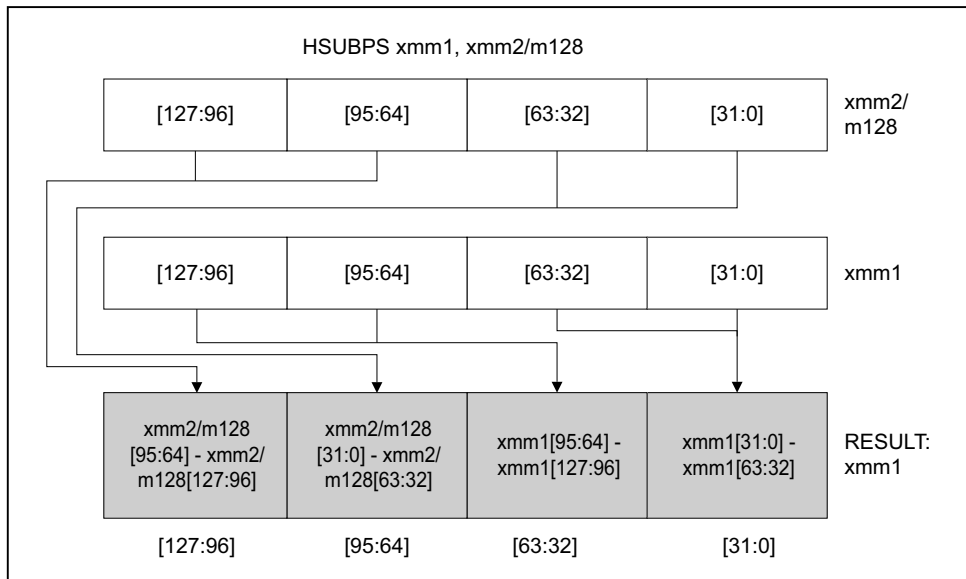 HSUBPS xmm1, xmm2/m128
[127:96] [95:64] [63:32] [31:0]
xmm2/
m128
[127:96] [95:64] [63:32] [31:0] xmm1
xmm2/m128
[95:64] - xmm2/
m128[127:96]
xmm2/m128
[31:0] - xmm2/
m128[63:32]
xmm1[95:64] -
xmm1[127:96]
xmm1[31:0] -
xmm1[63:32]
RESULT:
xmm1
[127:96] [95:64] [63:32] [31:0]